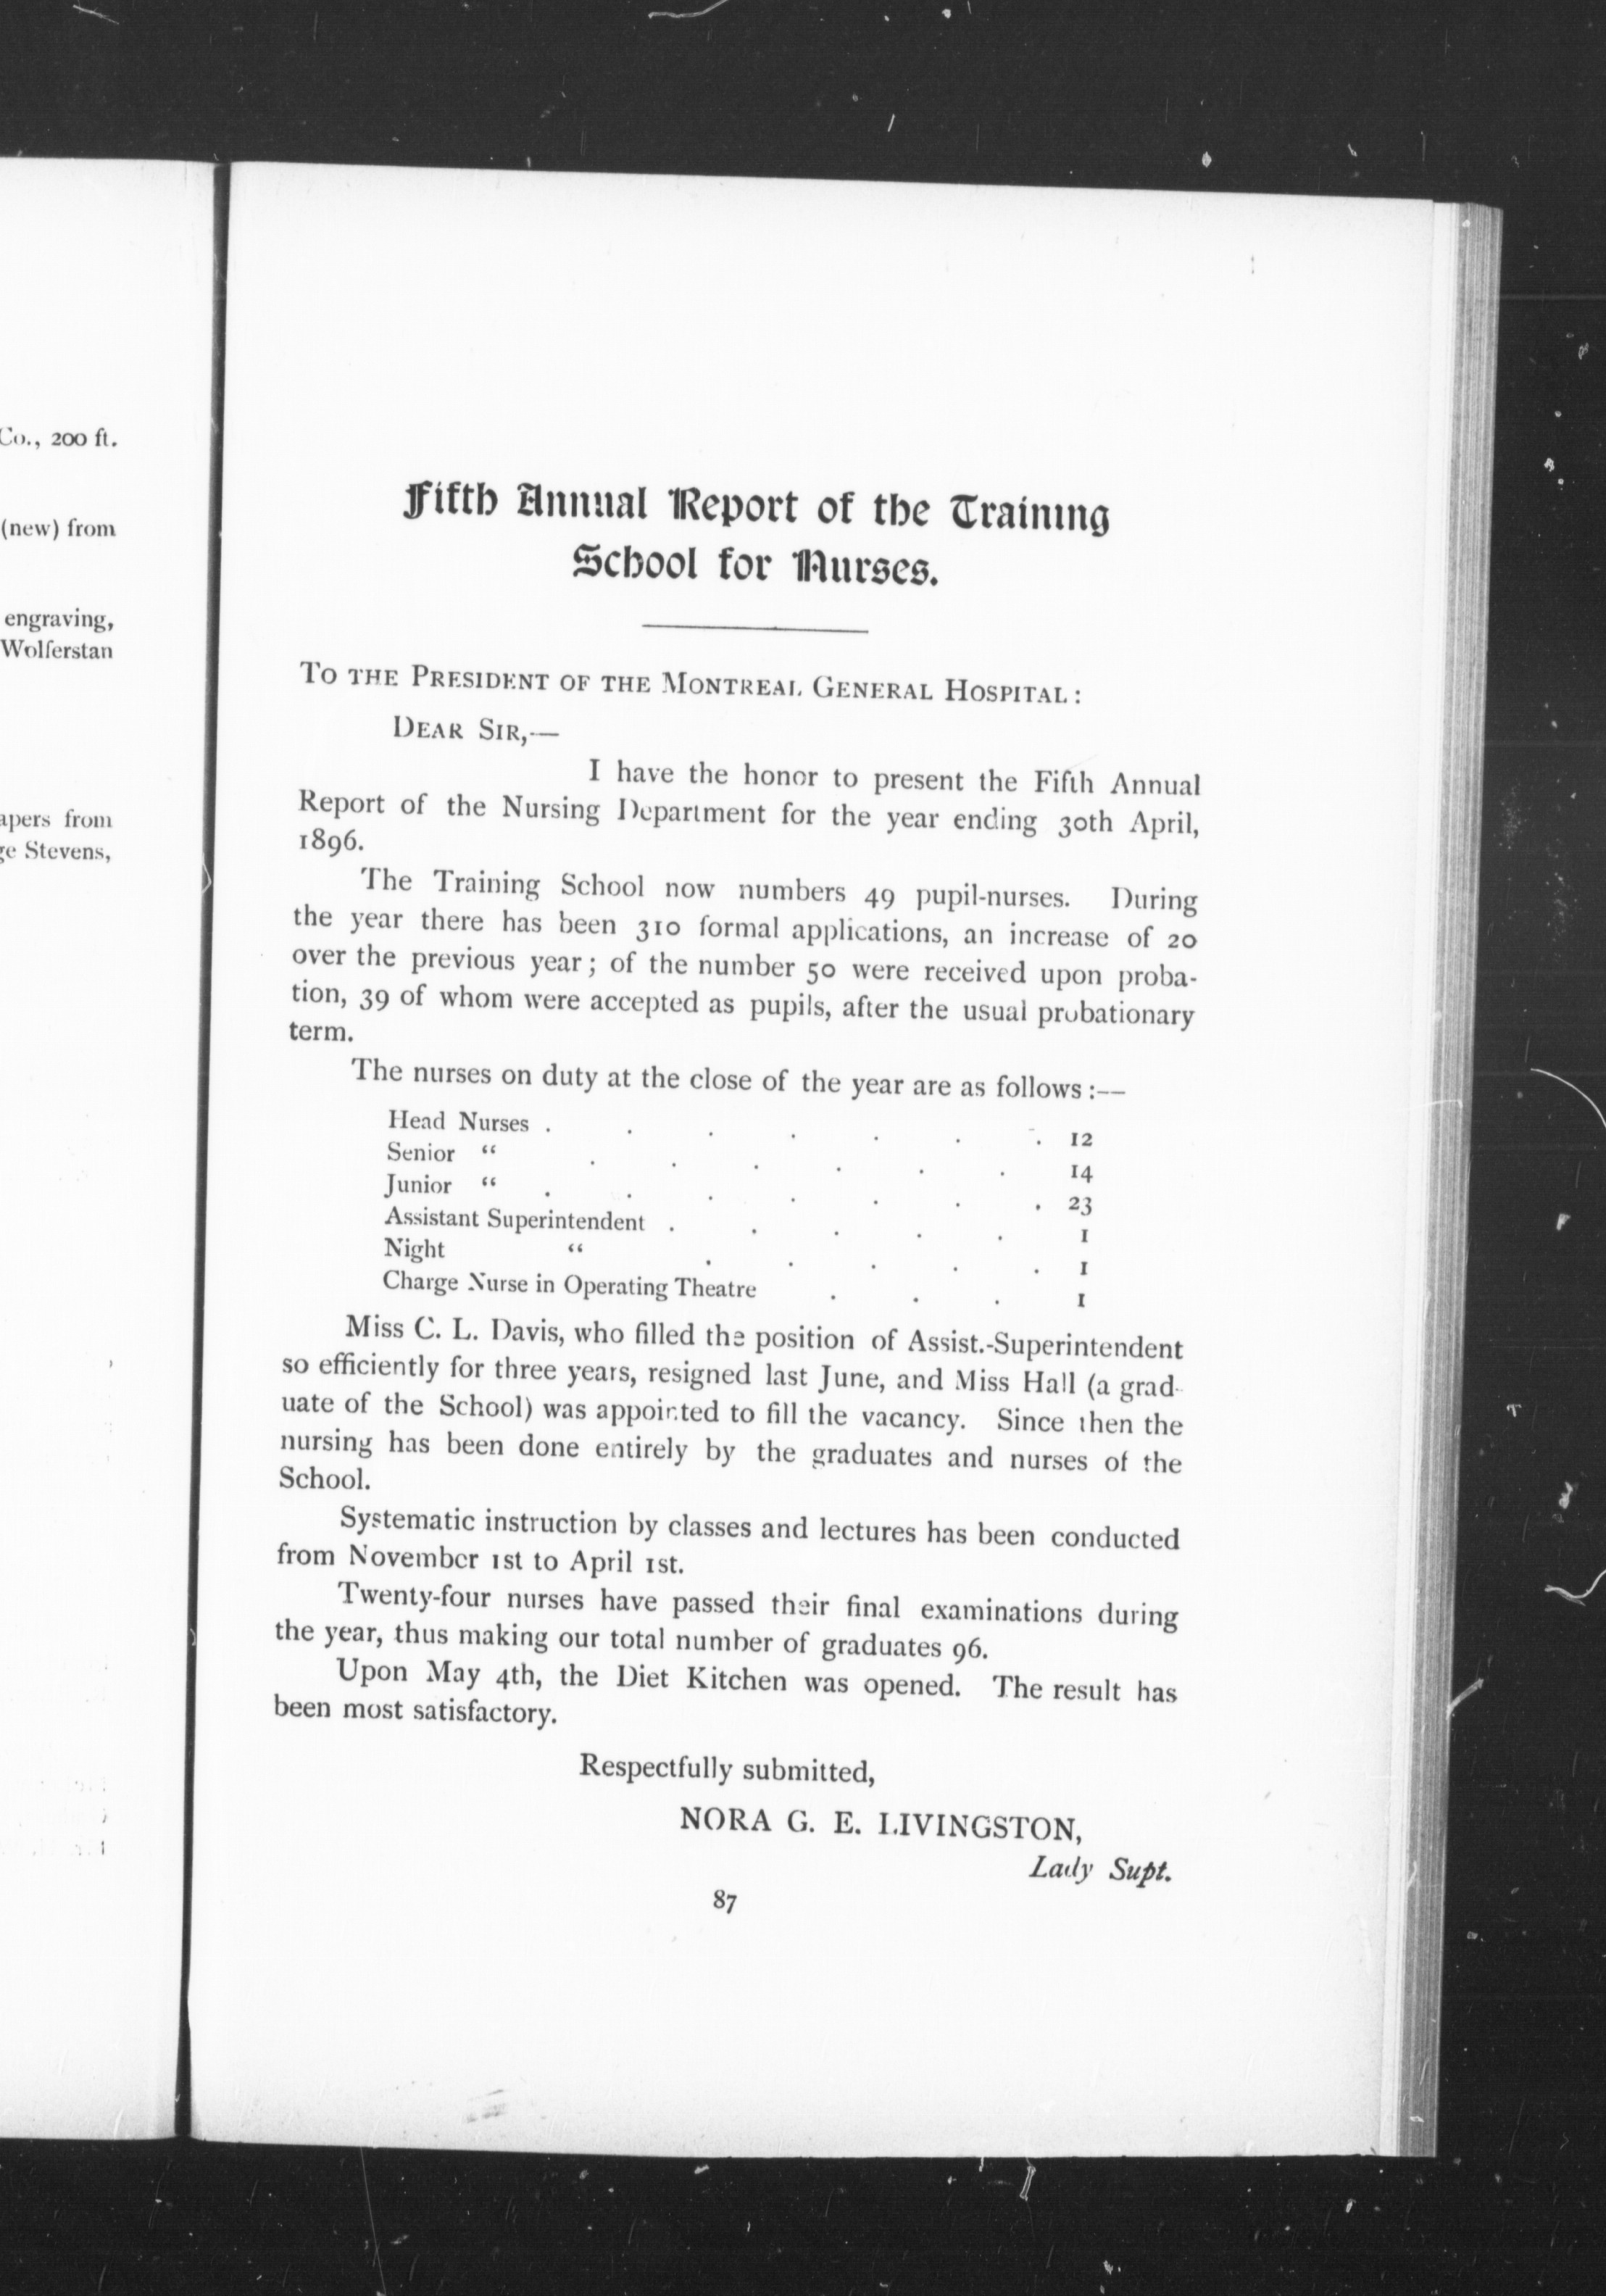 Co., 200 ft.
(new) from
engraving,
Wolferstan
apers from
ge Stevens,
Fifth Annual Report of the Training
School for Nurses.
To the President of the Montreal General Hospital:
Dear Sir,—
I have the honor to present the Fifth Annual
Report of the Nursing Department for the year ending 30th April,
1896.
The Training School now numbers 49 pupil-nurses. During
the year there has been 310 formal applications, an increase of 20
over the previous year; of the number 50 were received upon proba-
tion, 39 of whom were accepted as pupils, after the usual probationary
term.
The nurses on duty at the close of the year are as follows:—
Head Nurses . . . . . . . 12
Senior “ . . . . . . 14
Junior “ . . . . . . . 23
Assistant Superintendent . . . . . 1
Night “ . . . . . 1
Charge Nurse in Operating Theatre . . . 1
Miss C. L. Davis, who filled the position of Assist.-Superintendent
so efficiently for three years, resigned last June, and Miss Hall (a grad-
uate of the School) was appointed to fill the vacancy. Since then the
nursing has been done entirely by the graduates and nurses of the
School.
Systematic instruction by classes and lectures has been conducted
from November 1st to April 1st.
Twenty-four nurses have passed their final examinations during
the year, thus making our total number of graduates 96.
Upon May 4th, the Diet Kitchen was opened. The result has
been most satisfactory.
Respectfully submitted,
NORA G. E. LIVINGSTON,
Lady Supt.
87